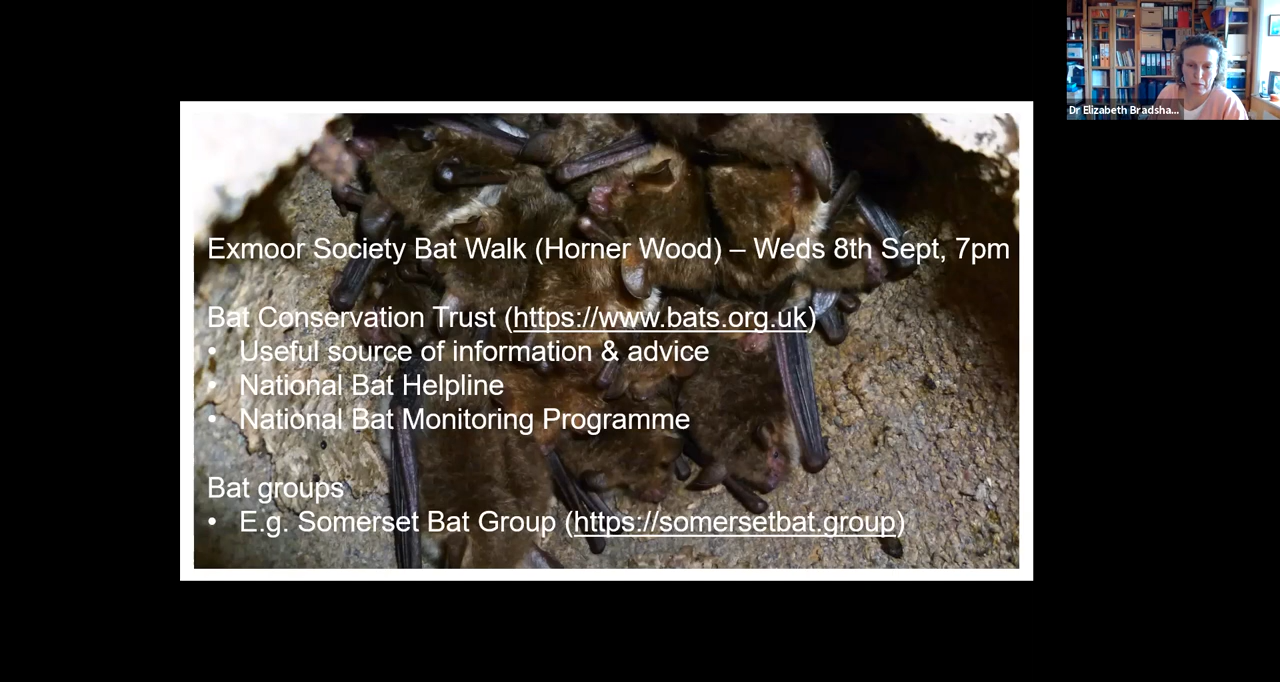 Exmoor Society Bat Walk (Horner Wood) – Weds 8th Sept, 7pm
Bat Conservation Trust (https://www.bats.org.uk)
• Useful source of information & advice
• National Bat Helpline
• National Bat Monitoring Programme
Bat groups
• E.g. Somerset Bat Group (https://somersetbat.group)
Dr Elizabeth Bradsha...